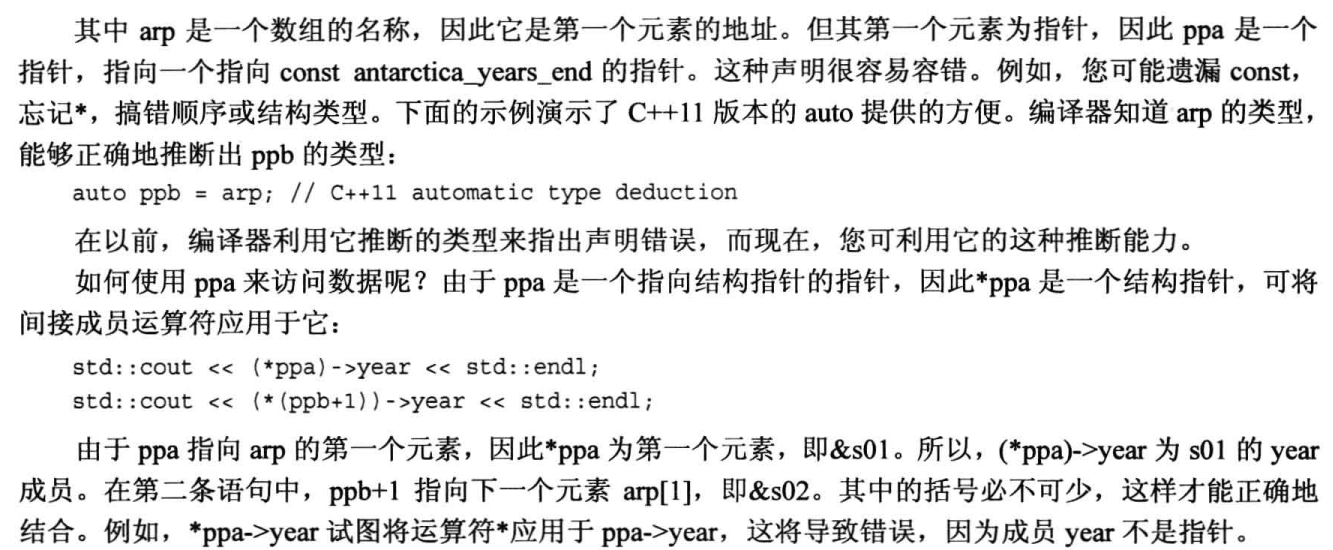 其中 arp 是一个数组的名称，因此它是第一个元素的地址。但其第一个元素为指针，因此 ppa 是一个
指针，指向一个指向 const antarctica_years_end 的指针。这种声明很容易容错。例如，您可能遗漏 const，
忘记*，搞错顺序或结构类型。下面的示例演示了 C++11 版本的 auto 提供的方便。编译器知道 arp 的类型，
能够正确地推断出 ppb 的类型：
auto ppb = arp; // C++11 automatic type deduction
在以前，编译器利用它推断的类型来指出声明错误，而现在，您可利用它的这种推断能力。
如何使用 ppa 来访问数据呢？由于 ppa 是一个指向结构指针的指针，因此*ppa 是一个结构指针，可将
间接成员运算符应用于它：
std::cout << (*ppa)->year << std::endl;
std::cout << (*(ppb+1))->year << std::endl;
由于 ppa 指向 arp 的第一个元素，因此*ppa 为第一个元素，即&s01。所以，(*ppa)->year 为 s01 的 year
成员。在第二条语句中，ppb+1 指向下一个元素 arp[1]，即&s02。其中的括号必不可少，这样才能正确地
结合。例如，*ppa->year 试图将运算符*应用于 ppa->year，这将导致错误，因为成员 year 不是指针。